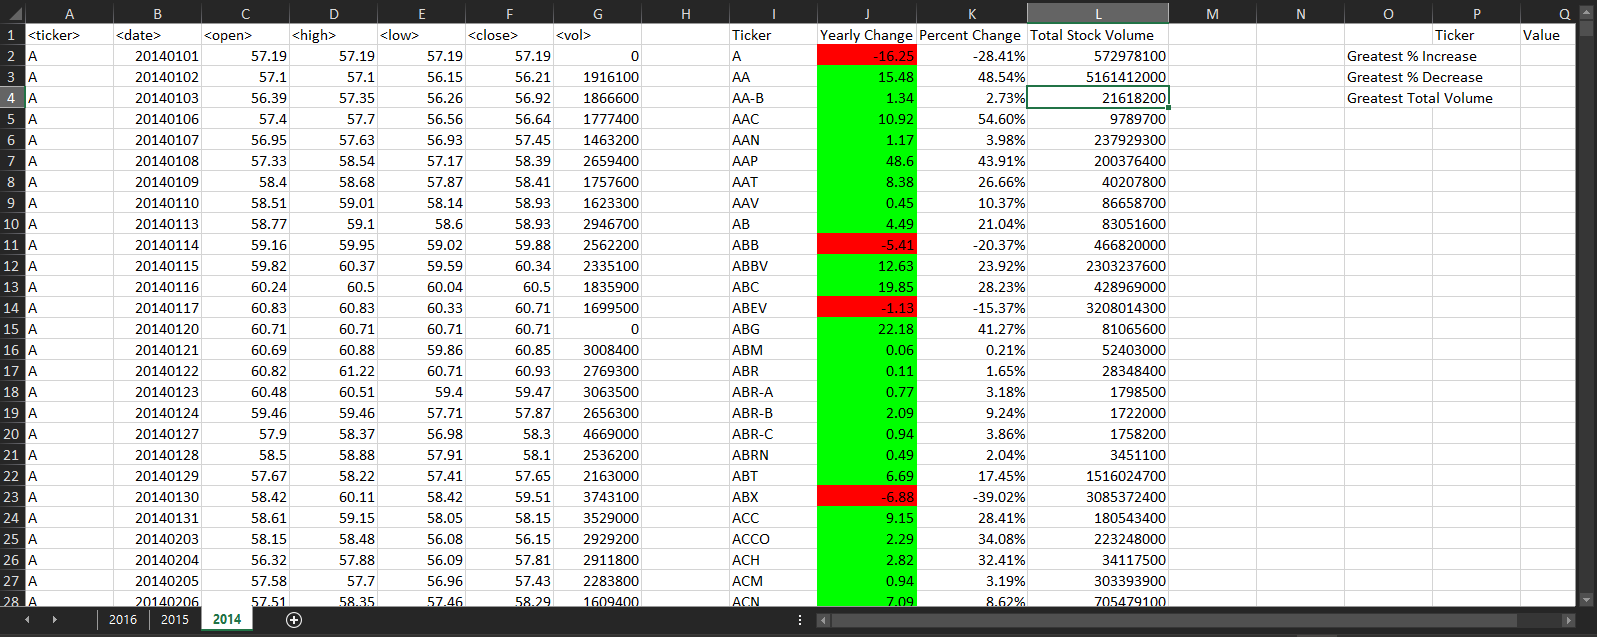 A B C D E F G H I J K L M N O P Q
1 <ticker> <date> <open> <high> <low> <close> <vol> Ticker Yearly Change Percent Change Total Stock Volume Ticker Value
2 A 20140101 57.19 57.19 57.19 57.19 0 A -16.25 -28.41% 572978100 Greatest % Increase
3 A 20140102 57.1 57.1 56.15 56.21 1916100 AA 15.48 48.54% 5161412000 Greatest % Decrease
4 A 20140103 56.39 57.35 56.26 56.92 1866600 AA-B 1.34 2.73% 21618200 Greatest Total Volume
5 A 20140106 57.4 57.7 56.56 56.64 1777400 AAC 10.92 54.60% 9789700
6 A 20140107 56.95 57.63 56.93 57.45 1463200 AAN 1.17 3.98% 237929300
7 A 20140108 57.33 58.54 57.17 58.39 2659400 AAP 48.6 43.91% 200376400
8 A 20140109 58.4 58.68 57.87 58.41 1757600 AAT 8.38 26.66% 40207800
9 A 20140110 58.51 59.01 58.14 58.93 1623300 AAV 0.45 10.37% 86658700
10 A 20140113 58.77 59.1 58.6 58.93 2946700 AB 4.49 21.04% 83051600
11 A 20140114 59.16 59.95 59.02 59.88 2562200 ABB -5.41 -20.37% 466820000
12 A 20140115 59.82 60.37 59.59 60.34 2335100 ABBV 12.63 23.92% 2303237600
13 A 20140116 60.24 60.5 60.04 60.5 1835900 ABC 19.85 28.23% 428969000
14 A 20140117 60.83 60.83 60.33 60.71 1699500 ABEV -1.13 -15.37% 3208014300
15 A 20140120 60.71 60.71 60.71 60.71 0 ABG 22.18 41.27% 81065600
16 A 20140121 60.69 60.88 59.86 60.85 3008400 ABM 0.06 0.21% 52403000
17 A 20140122 60.82 61.22 60.71 60.93 2769300 ABR 0.11 1.65% 28348400
18 A 20140123 60.48 60.51 59.4 59.47 3063500 ABR-A 0.77 3.18% 1798500
19 A 20140124 59.46 59.46 57.71 57.87 2656300 ABR-B 2.09 9.24% 1722000
20 A 20140127 57.9 58.37 56.98 58.3 4669000 ABR-C 0.94 3.86% 1758200
21 A 20140128 58.5 58.88 57.91 58.1 2536200 ABRN 0.49 2.04% 3451100
22 A 20140129 57.67 58.22 57.41 57.65 2163000 ABT 6.69 17.45% 1516024700
23 A 20140130 58.42 60.11 58.42 59.51 3743100 ABX -6.88 -39.02% 3085372400
24 A 20140131 58.61 59.15 58.05 58.15 3529000 ACC 9.15 28.41% 180543400
25 A 20140203 58.15 58.48 56.08 56.15 2929200 ACCO 2.29 34.08% 223248000
26 A 20140204 56.32 57.88 56.09 57.81 2911800 ACH 2.82 32.41% 34117500
27 A 20140205 57.58 57.7 56.96 57.43 2283800 ACM 0.94 3.19% 303393900
28 A 20140206 57.51 58.35 57.46 58.29 1609400 ACN 7.09 8.62% 705479100
2016 2015 2014